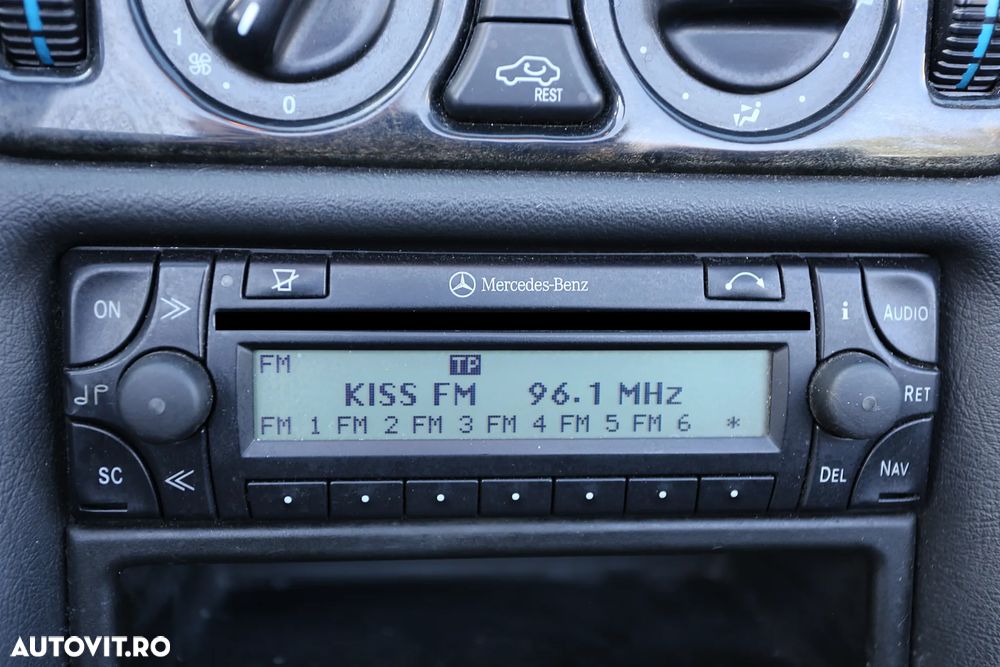 1
0
REST
Mercedes-Benz
ON
i
AUDIO
FM TP
KISS FM 96.1 MHz
FM 1 FM 2 FM 3 FM 4 FM 5 FM 6 *
RET
SC
DEL
NAV
AUTOVIT.RO